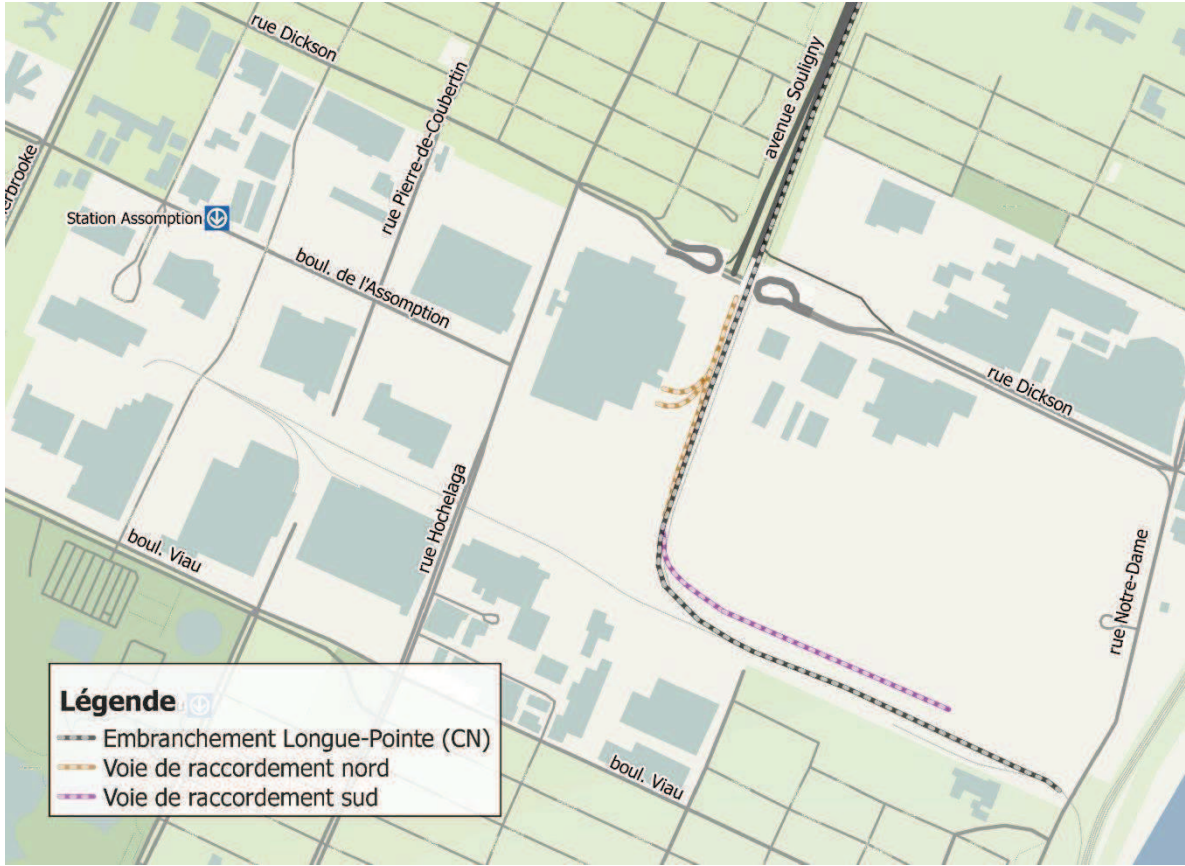 rue Dickson
avenue Souligny
rue Pierre-de-Coubertin
erbrooke
Station Assomption
boul. de l'Assomption
rue Dickson
rue Hochelaga
boul. Viau
rue Notre-Dame
boul. Viau
Légende
Embranchement Longue-Pointe (CN)
Voie de raccordement nord
Voie de raccordement sud